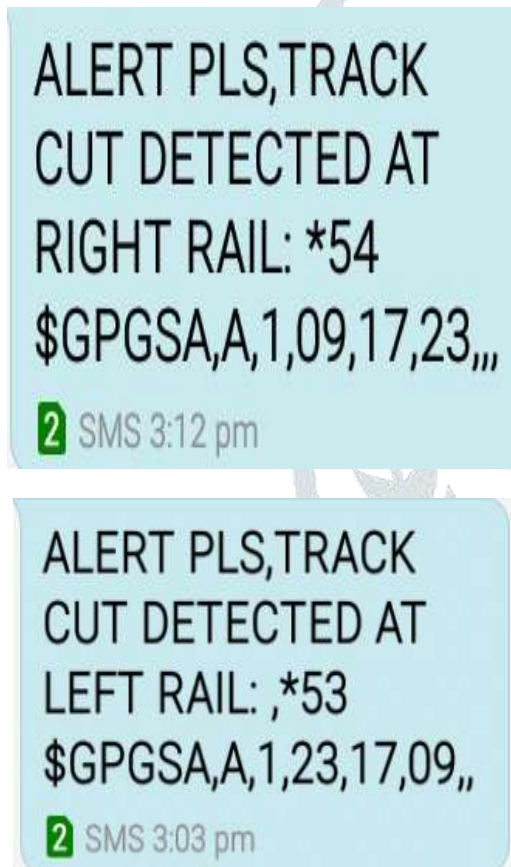 ALERT PLS,TRACK
CUT DETECTED AT
RIGHT RAIL: *54
$GPGSA,A,1,09,17,23,,,
2 SMS 3:12 pm
ALERT PLS,TRACK
CUT DETECTED AT
LEFT RAIL: ,*53
$GPGSA,A,1,23,17,09,,
2 SMS 3:03 pm